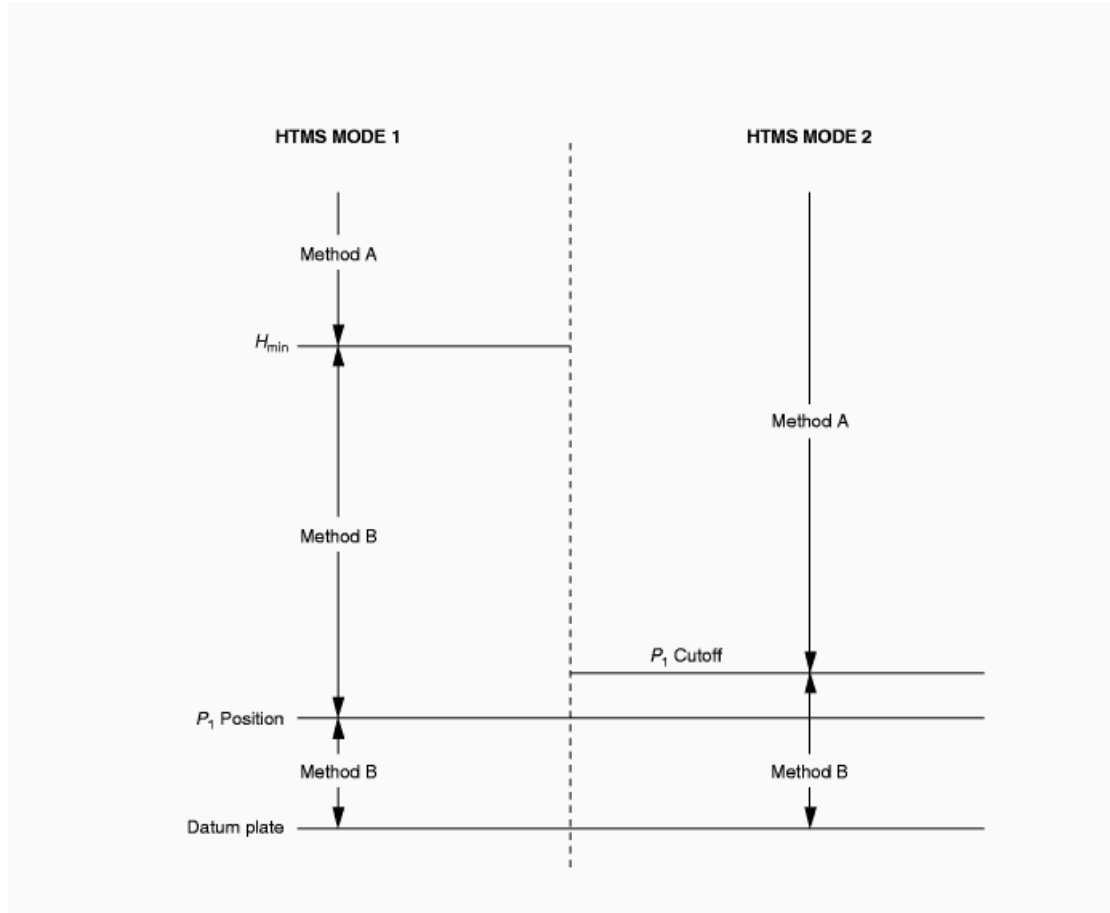 HTMS MODE 1
HTMS MODE 2
Method A
Hmin
Method A
Method B
P1 Cutoff
P1 Position
Method B
Method B
Datum plate